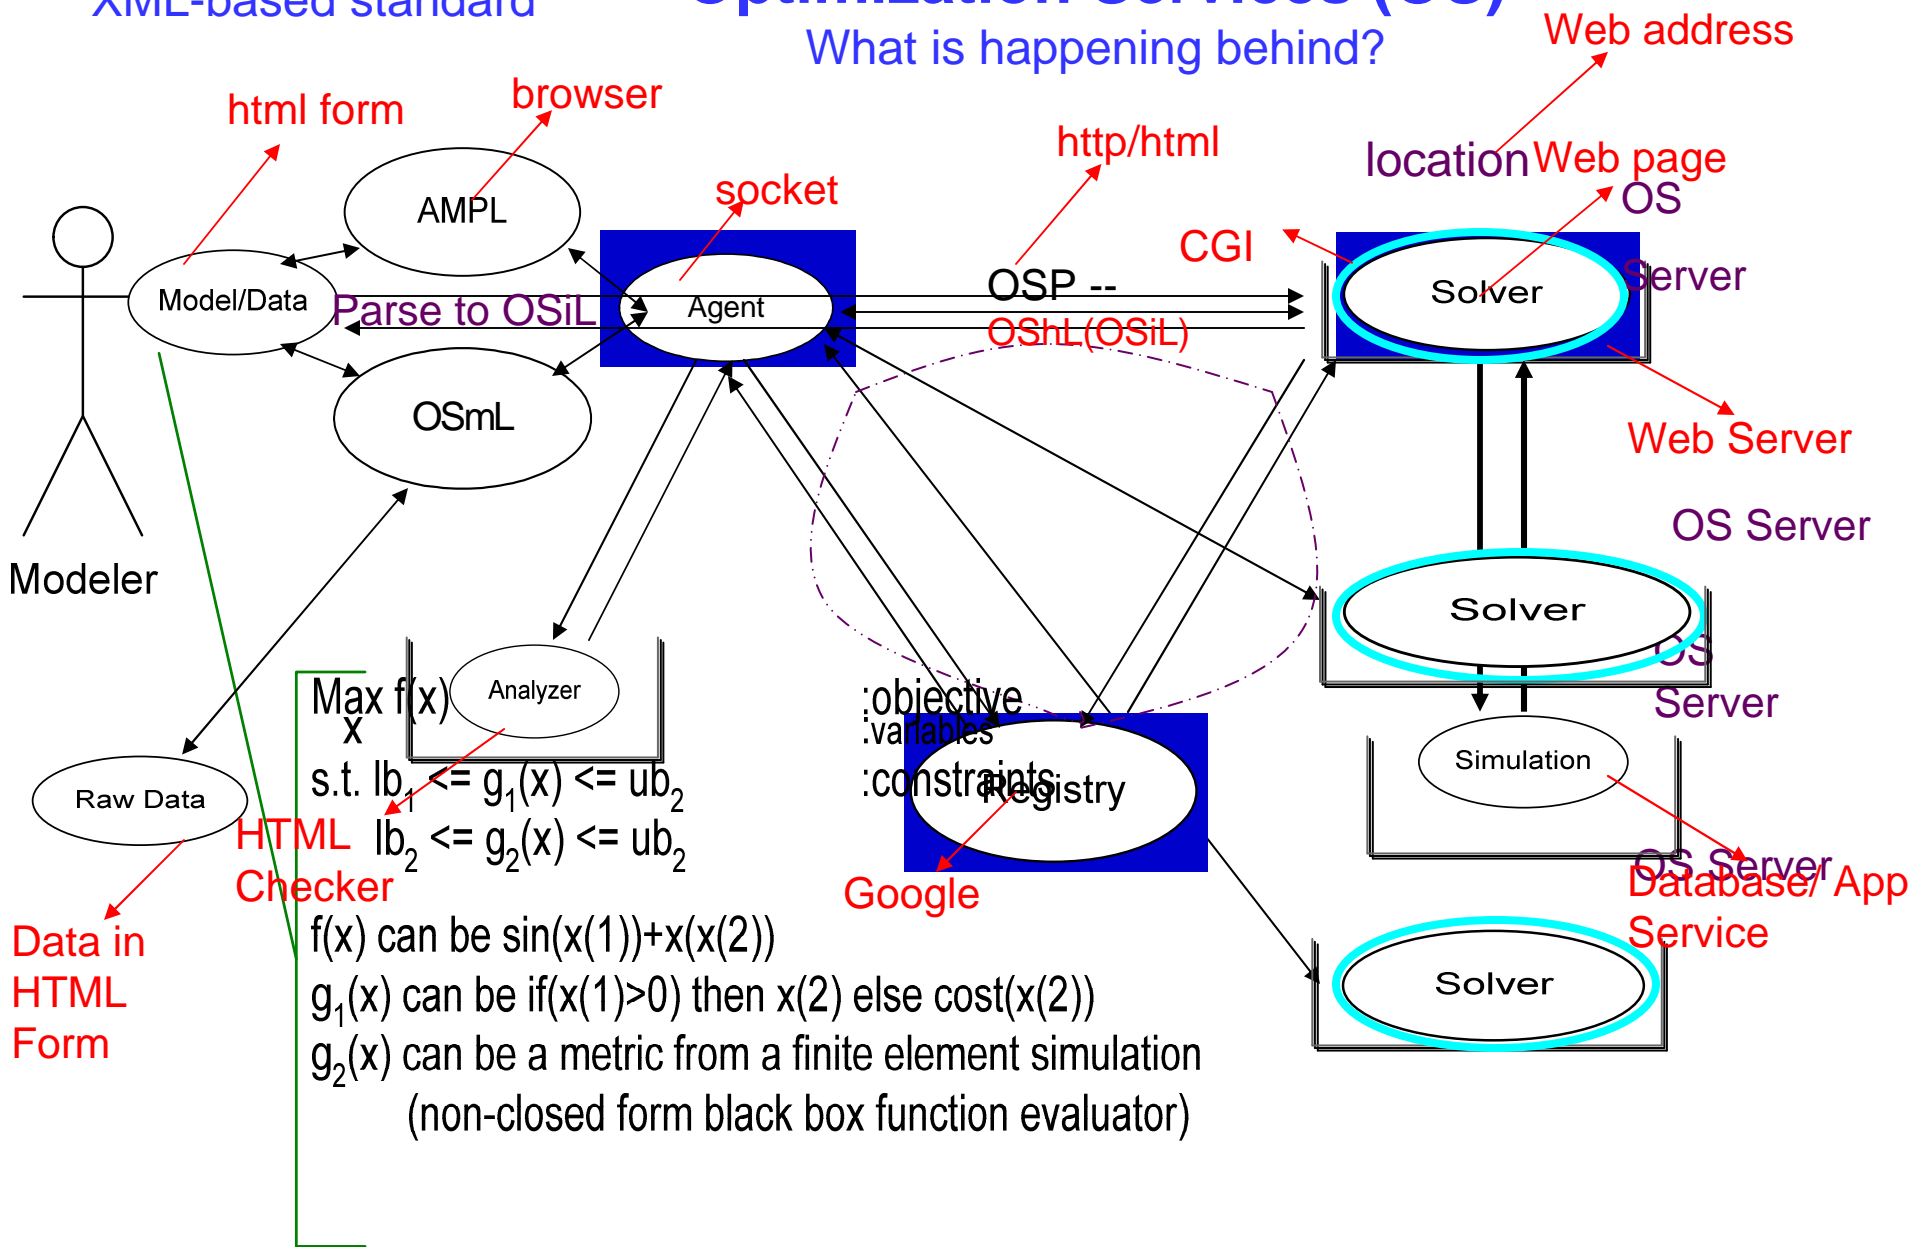 XML-based standard
Optimization Services (OS)
What is happening behind?
Web address
html form
browser
http/html
location
Web page
socket
OS
Server
AMPL
CGI
Model/Data
Parse to OSiL
Agent
OSP --
OShL(OSiL)
Solver
OSmL
Web Server
OS Server
Modeler
Solver
OS
Server
Analyzer
Max f(x) :objective
x :variables
s.t. lb1 <= g1(x) <= ub2 :constraints
lb2 <= g2(x) <= ub2
Registry
Simulation
Raw Data
HTML
Checker
Google
OS Server
Database/ App
Service
Data in
HTML
Form
f(x) can be sin(x(1))+x(x(2))
g1(x) can be if(x(1)>0) then x(2) else cost(x(2))
g2(x) can be a metric from a finite element simulation
(non-closed form black box function evaluator)
Solver